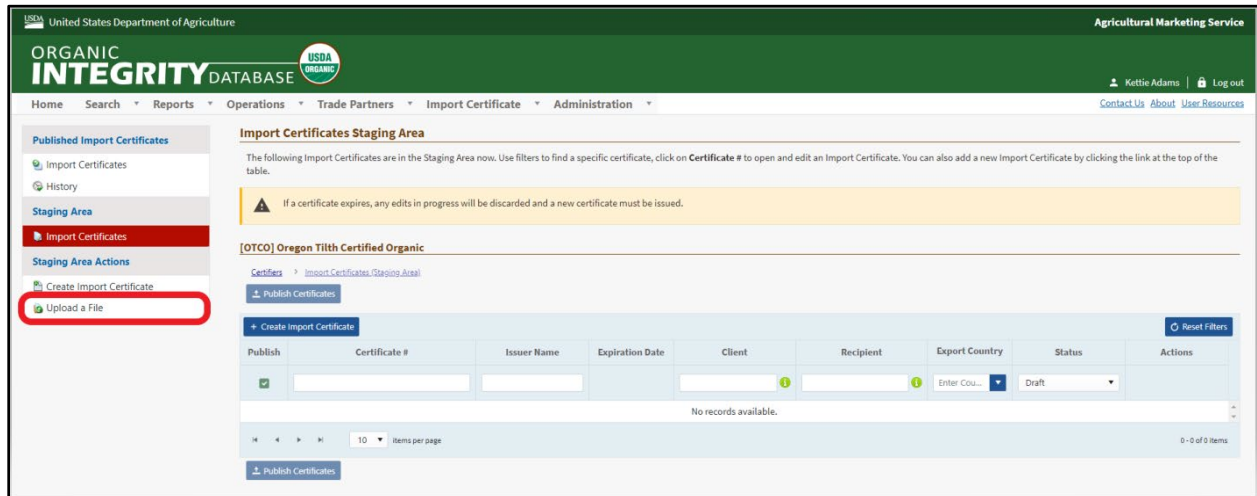 USDA United States Department of Agriculture
Agricultural Marketing Service
ORGANIC
INTEGRITY DATABASE
USDA
ORGANIC
Kettie Adams | Log out
Home Search Reports Operations Trade Partners Import Certificate Administration
Contact Us About User Resources
Published Import Certificates
Import Certificates
History
Staging Area
Import Certificates
Staging Area Actions
Create Import Certificate
Upload a File
Import Certificates Staging Area
The following Import Certificates are in the Staging Area now. Use filters to find a specific certificate, click on Certificate # to open and edit an Import Certificate. You can also add a new Import Certificate by clicking the link at the top of the
table.
If a certificate expires, any edits in progress will be discarded and a new certificate must be issued.
[OTCO] Oregon Tilth Certified Organic
Certifiers > Import Certificates (Staging Area)
Publish Certificates
+ Create Import Certificate
Reset Filters
Publish Certificate # Issuer Name Expiration Date Client Recipient Export Country Status Actions
Enter Cou... Draft
No records available.
10 items per page
0 - 0 of 0 items
Publish Certificates